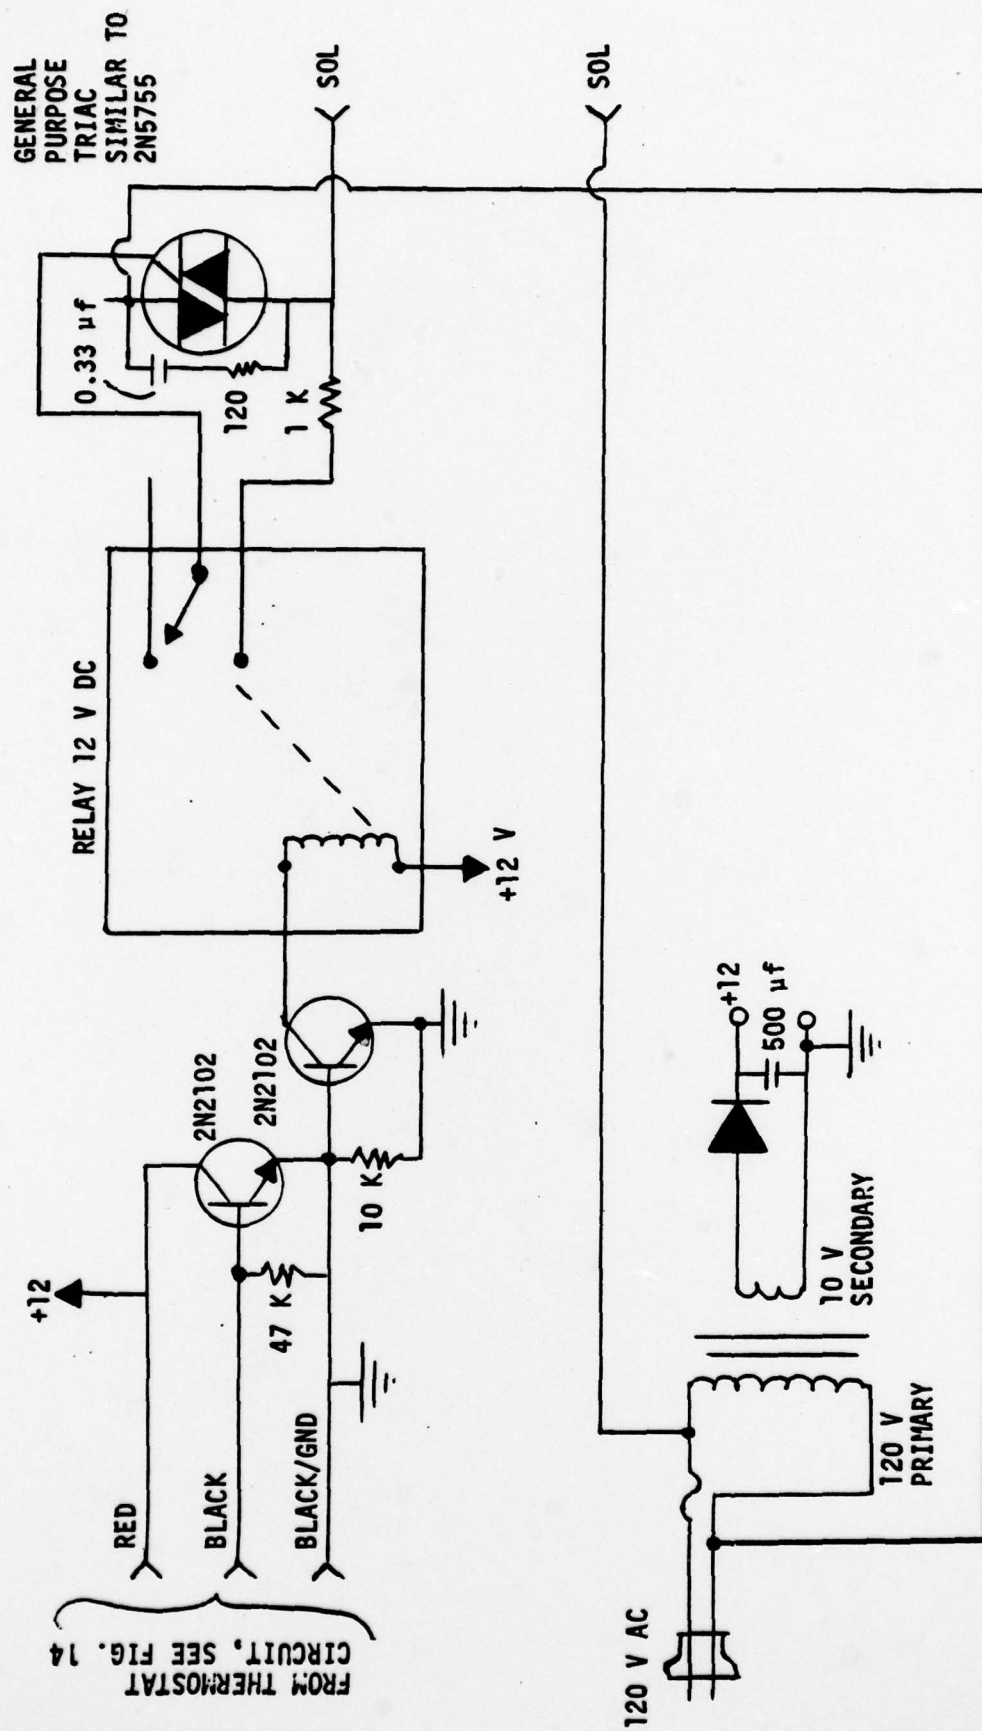 GENERAL
PURPOSE
TRIAC
SIMILAR TO
2N5755
0.33 µf
120
1 K
SOL
SOL
RELAY 12 V DC
+12 V
2N2102
2N2102
10 K
47 K
+12
RED
BLACK
BLACK/GND
FROM THERMOSTAT
CIRCUIT, SEE FIG. 14
120 V AC
120 V
PRIMARY
10 V
SECONDARY
+12
500 µf